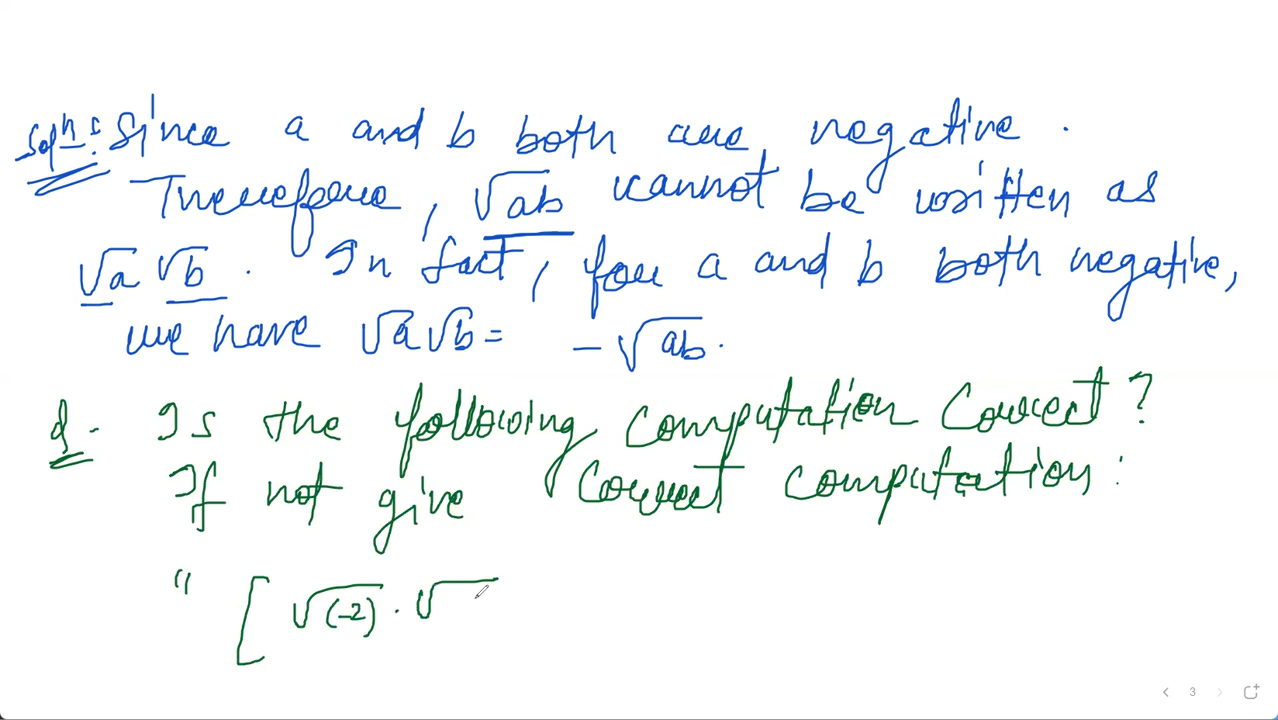 Solⁿ: Since a and b both are negative.
Therefore, √ab cannot be written as
√a √b. In fact, for a and b both negative,
we have √a√b = -√ab.
Q. Is the following computation correct?
If not give correct computation:
" [ √(-2) · √
3